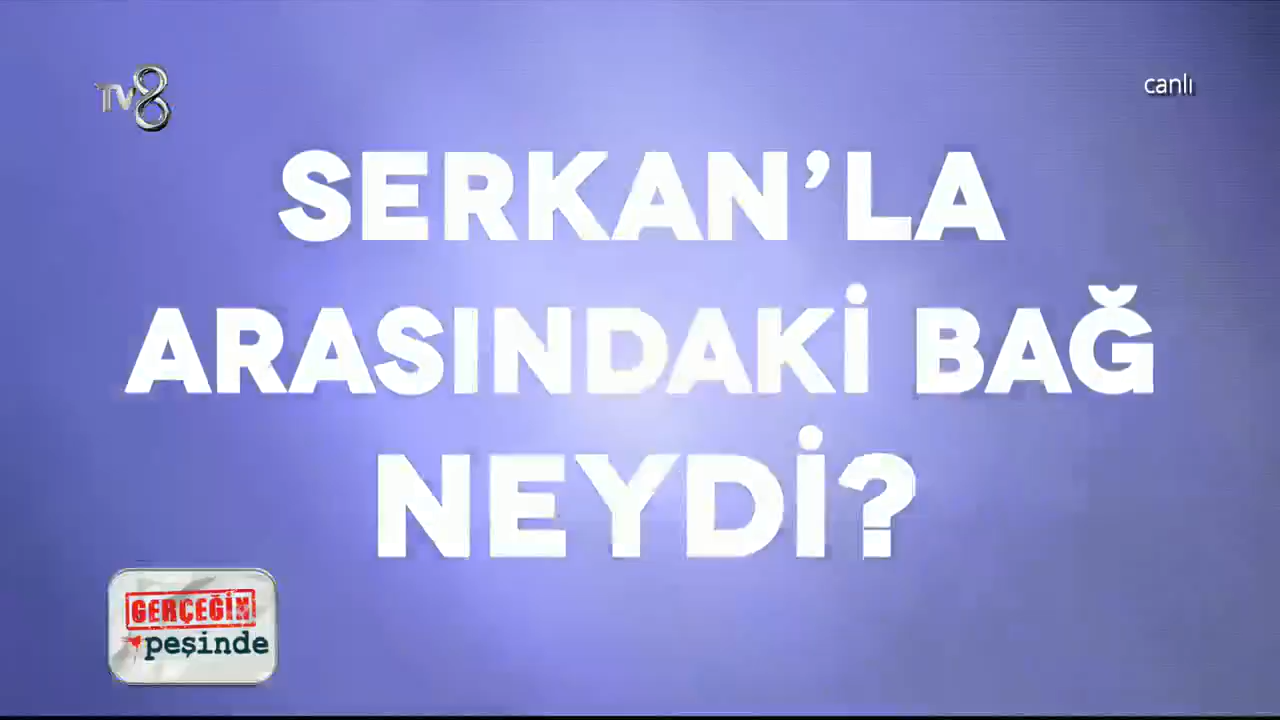 TV8
canlı
SERKAN’LA
ARASINDAKİ BAĞ
NEYDİ?
GERÇEĞİN
peşinde